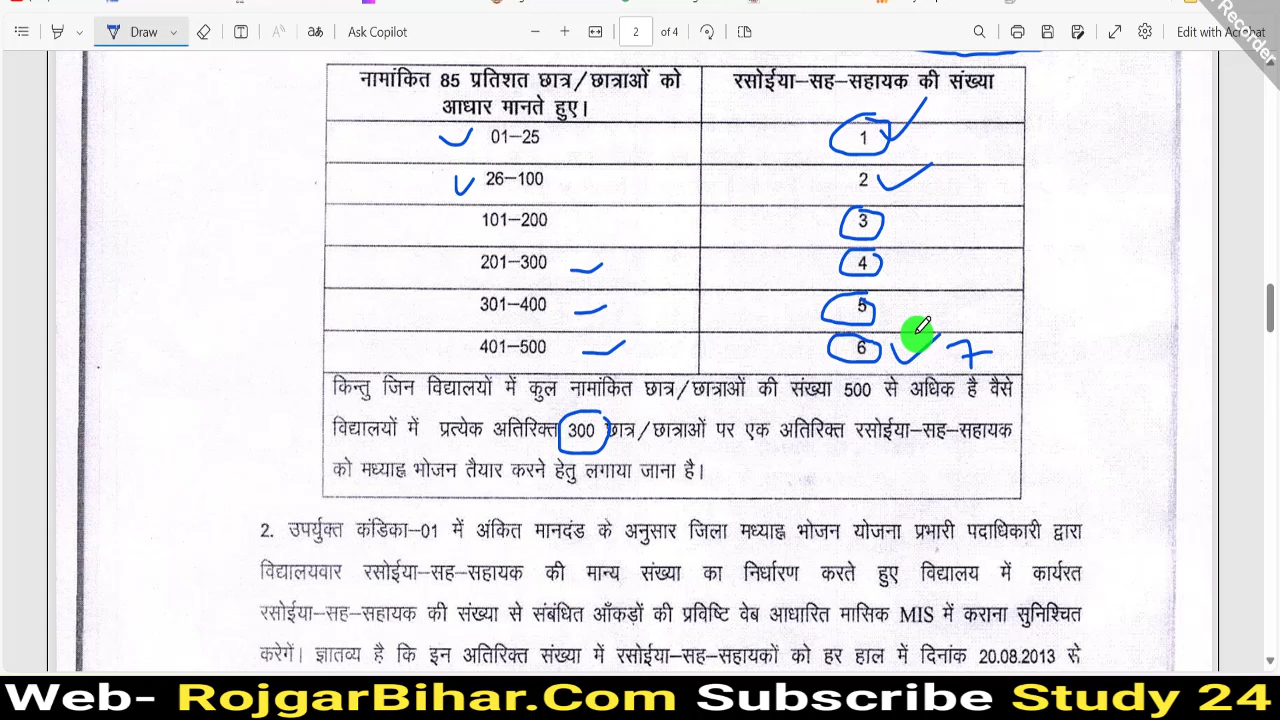 Draw
Ask Copilot
2 of 4
Edit with Acrobat
Recorder
नामांकित 85 प्रतिशत छात्र/छात्राओं को आधार मानते हुए।
रसोईया–सह–सहायक की संख्या
01–25 1
26–100 2
101–200 3
201–300 4
301–400 5
401–500 6 7
किन्तु जिन विद्यालयों में कुल नामांकित छात्र/छात्राओं की संख्या 500 से अधिक है वैसे
विद्यालयों में प्रत्येक अतिरिक्त 300 छात्र/छात्राओं पर एक अतिरिक्त रसोईया–सह–सहायक
को मध्याह्न भोजन तैयार करने हेतु लगाया जाना है।
2. उपर्युक्त कंडिका–01 में अंकित मानदंड के अनुसार जिला मध्याह्न भोजन योजना प्रभारी पदाधिकारी द्वारा
विद्यालयवार रसोईया–सह–सहायक की मान्य संख्या का निर्धारण करते हुए विद्यालय में कार्यरत
रसोईया–सह–सहायक की संख्या से संबंधित आँकड़ों की प्रविष्टि वेब आधारित मासिक MIS में कराना सुनिश्चित
करेगें। ज्ञातव्य है कि इन अतिरिक्त संख्या में रसोईया–सह–सहायकों को हर हाल में दिनांक 20.08.2013 से
Web- RojgarBihar.Com Subscribe Study 24